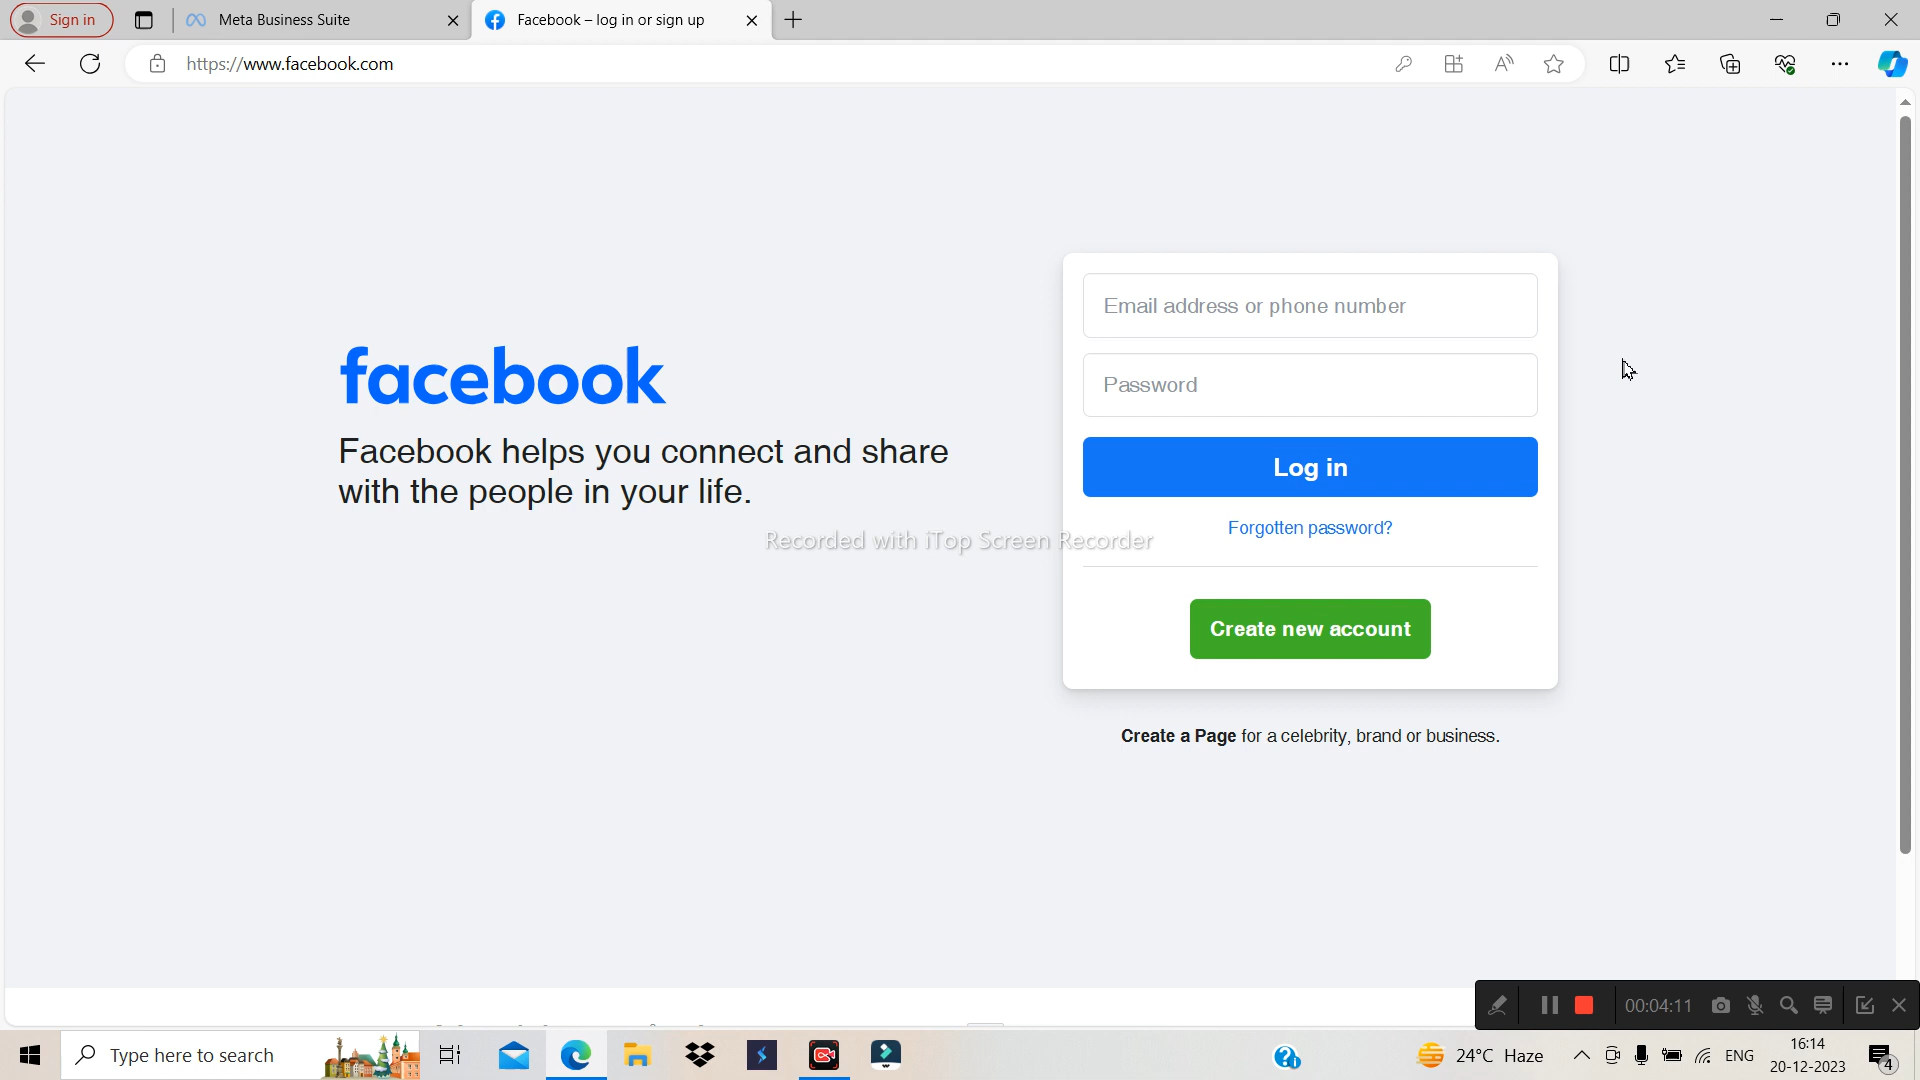 Sign in
Meta Business Suite
Facebook – log in or sign up
https://www.facebook.com
Email address or phone number
Password
facebook
Facebook helps you connect and share
with the people in your life.
Log in
Forgotten password?
Recorded with iTop Screen Recorder
Create new account
Create a Page for a celebrity, brand or business.
00:04:11
Type here to search
24°C Haze
ENG
16:14
20-12-2023
4